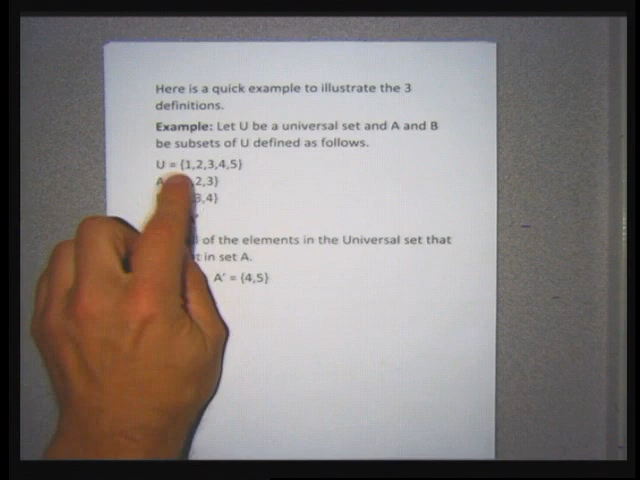 Here is a quick example to illustrate the 3
definitions.
Example: Let U be a universal set and A and B
be subsets of U defined as follows.
U = {1,2,3,4,5}
A ,2,3}
3,4}
of the elements in the Universal set that
in set A.
A' = {4,5}